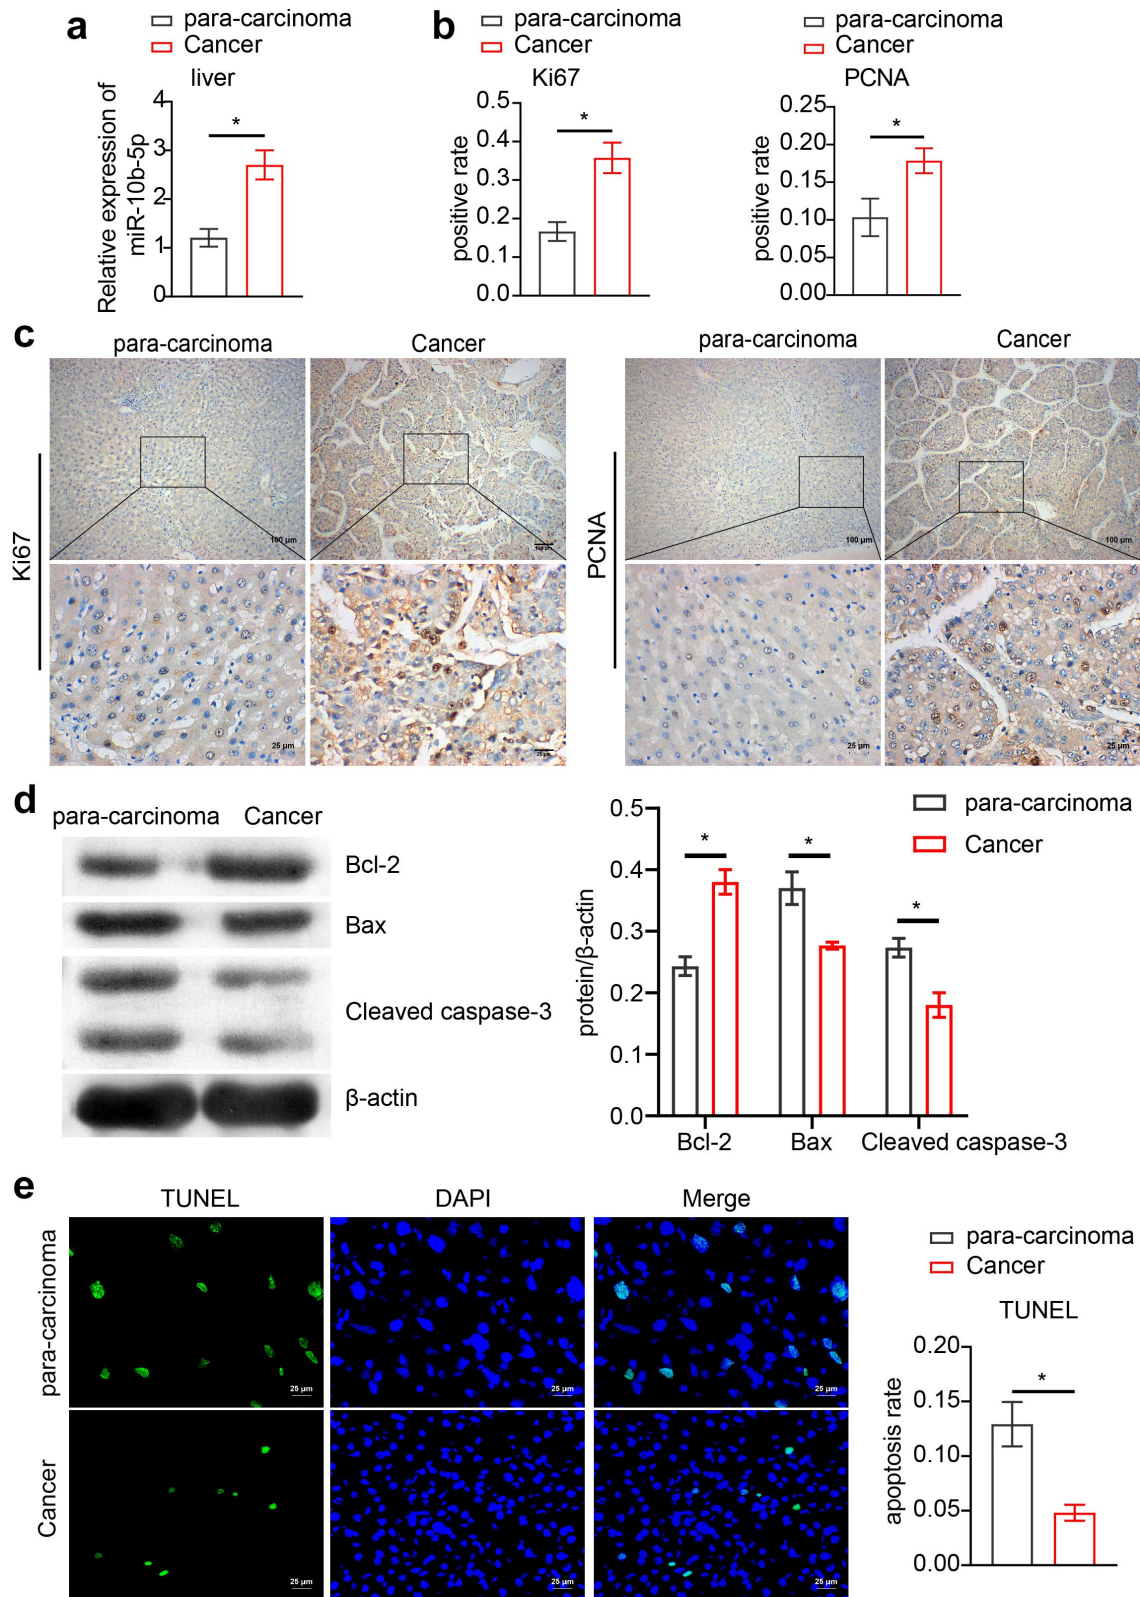 a
para-carcinoma
Cancer
liver
Relative expression of
miR-10b-5p
4
3
2
1
0
*
b
para-carcinoma
Cancer
Ki67
positive rate
0.5
0.4
0.3
0.2
0.1
0.0
*
para-carcinoma
Cancer
PCNA
positive rate
0.25
0.20
0.15
0.10
0.05
0.00
*
c
para-carcinoma
Cancer
Ki67
100 µm
100 µm
25 µm
25 µm
para-carcinoma
Cancer
PCNA
100 µm
100 µm
25 µm
25 µm
d
para-carcinoma
Cancer
Bcl-2
Bax
Cleaved caspase-3
β-actin
para-carcinoma
Cancer
protein/β-actin
0.5
0.4
0.3
0.2
0.1
0.0
*
*
*
Bcl-2
Bax
Cleaved caspase-3
e
TUNEL
DAPI
Merge
para-carcinoma
25 µm
25 µm
25 µm
Cancer
25 µm
25 µm
25 µm
para-carcinoma
Cancer
TUNEL
apoptosis rate
0.20
0.15
0.10
0.05
0.00
*